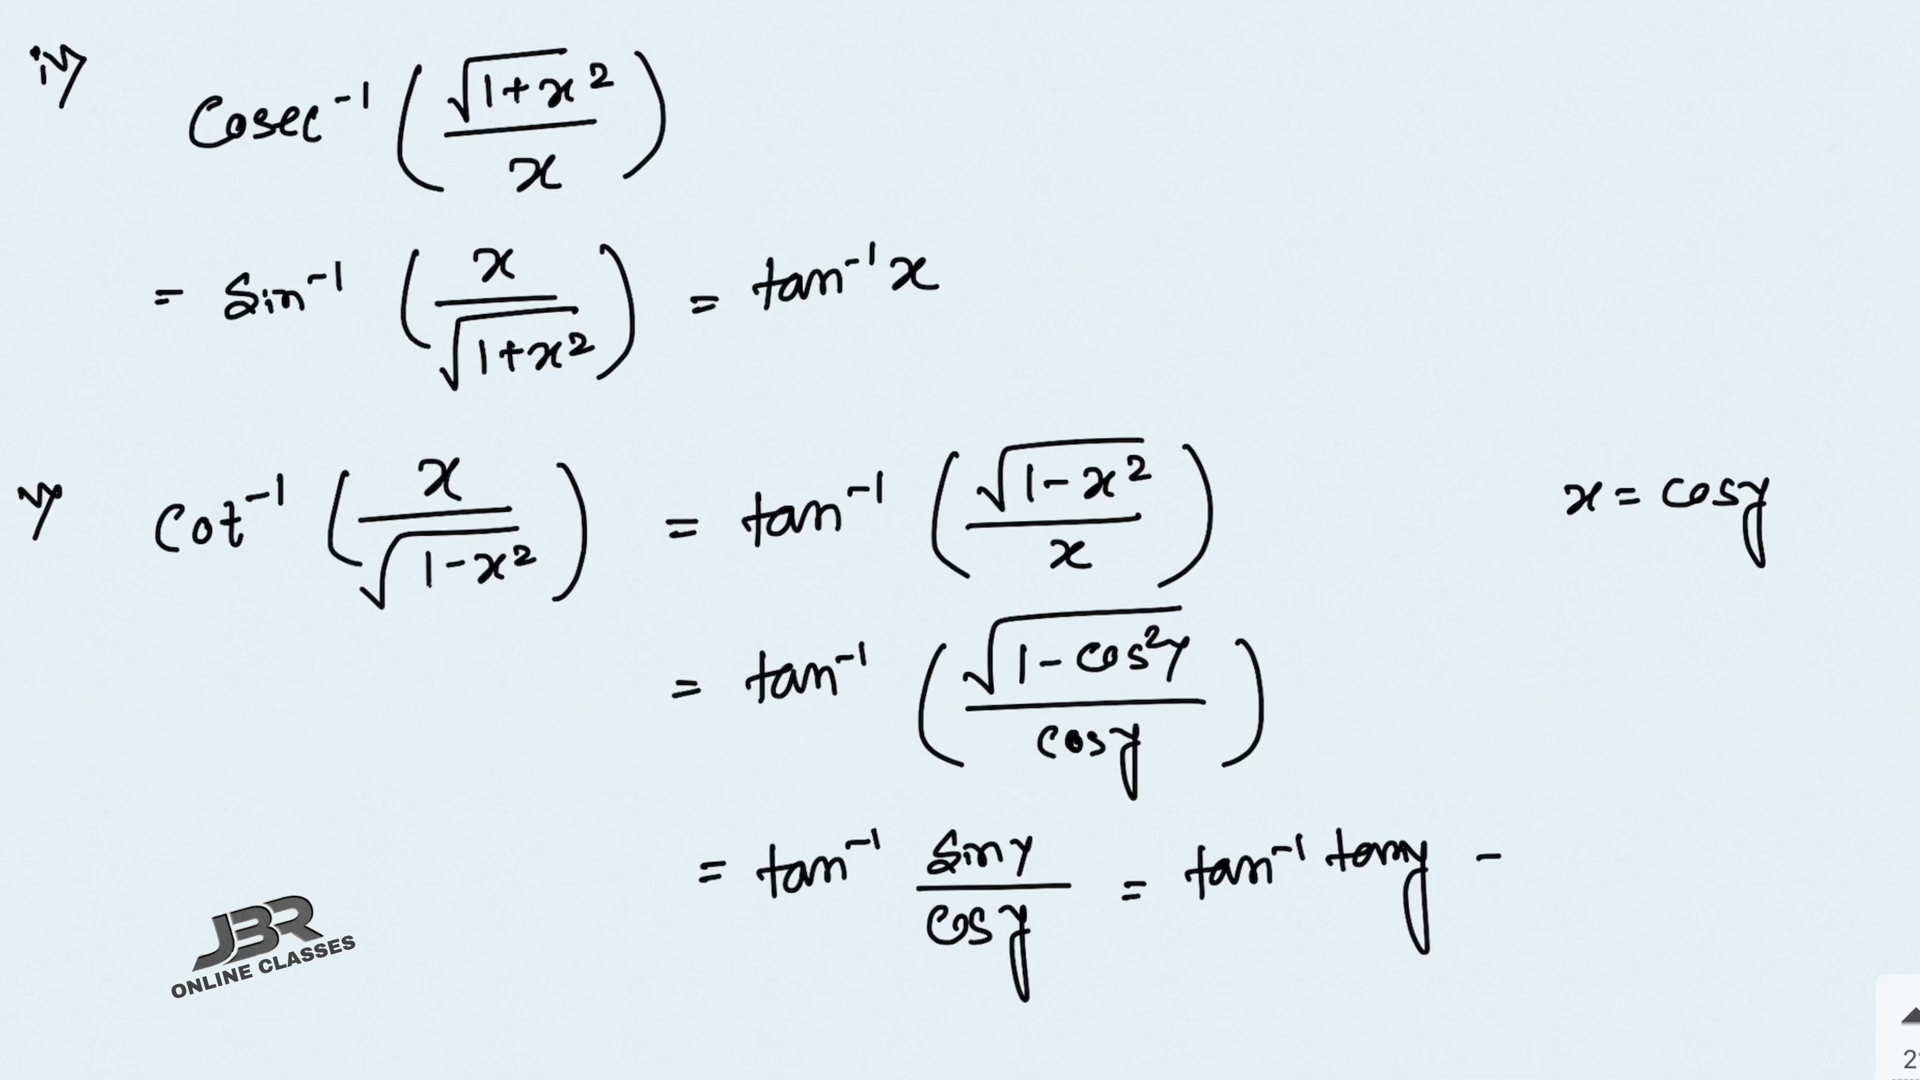 iv) Cosec⁻¹ (√1+x² / x)
= Sin⁻¹ (x / √1+x²) = tan⁻¹ x
v) Cot⁻¹ (x / √1-x²) = tan⁻¹ (√1-x² / x) x = cosy
= tan⁻¹ (√1-cos²y / cosy)
= tan⁻¹ siny / cosy = tan⁻¹ tany -
JBR
ONLINE CLASSES